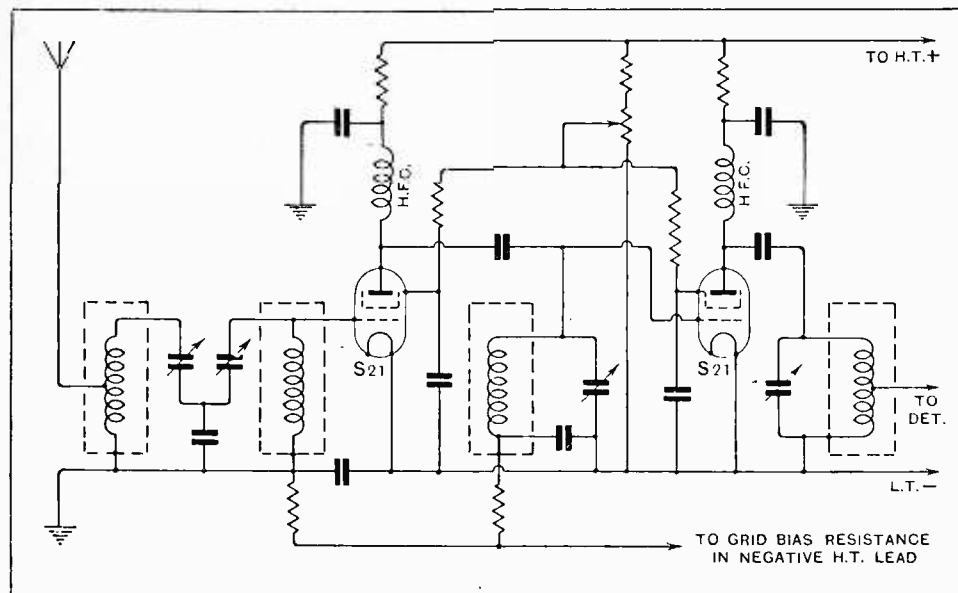 TO H.T.+
H.F.C.
H.F.C.
S21
S21
TO
DET.
L.T.–
TO GRID BIAS RESISTANCE
IN NEGATIVE H.T. LEAD